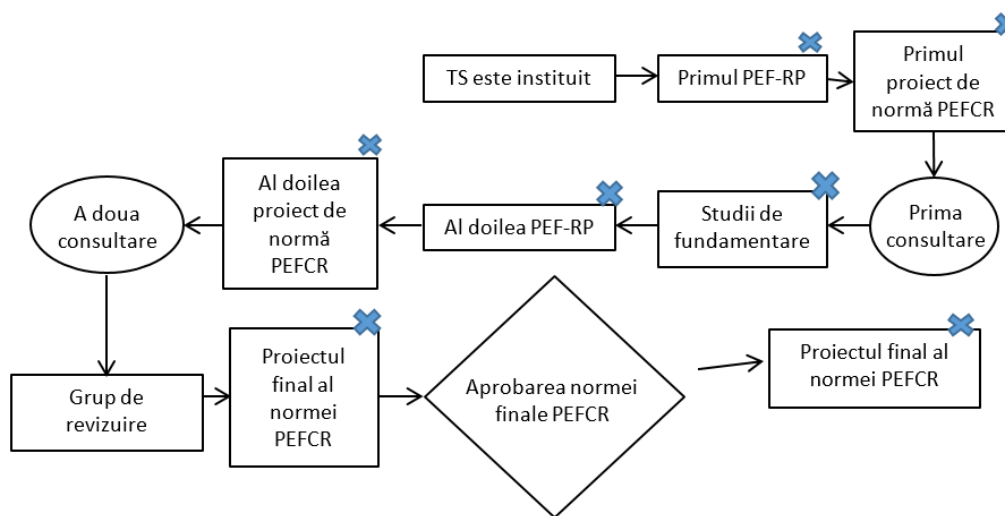 TS este instituit
Primul PEF-RP
Primul
proiect de
normă PEFCR
Prima
consultare
Studii de
fundamentare
Al doilea PEF-RP
Al doilea
proiect de
normă
PEFCR
A doua
consultare
Grup de
revizuire
Proiectul
final al
normei
PEFCR
Aprobarea normei
finale PEFCR
Proiectul final al
normei PEFCR